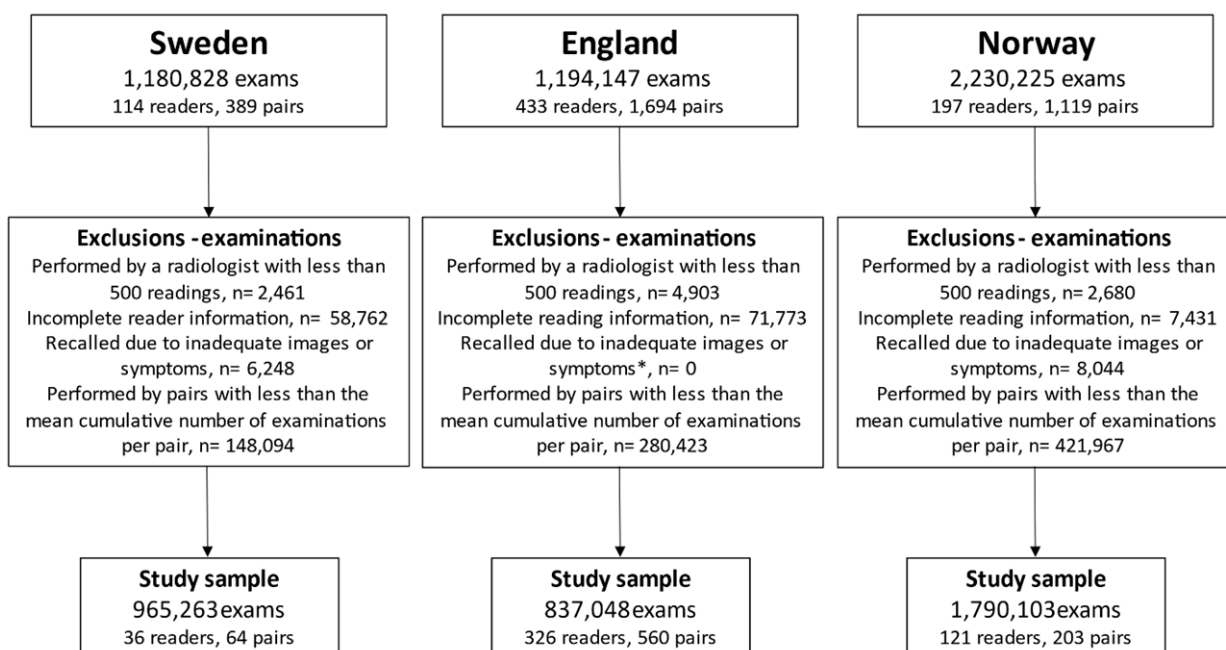 Sweden
1,180,828 exams
114 readers, 389 pairs
England
1,194,147 exams
433 readers, 1,694 pairs
Norway
2,230,225 exams
197 readers, 1,119 pairs
Exclusions - examinations
Performed by a radiologist with less than
500 readings, n= 2,461
Incomplete reader information, n= 58,762
Recalled due to inadequate images or
symptoms, n= 6,248
Performed by pairs with less than the
mean cumulative number of examinations
per pair, n= 148,094
Exclusions - examinations
Performed by a radiologist with less than
500 readings, n= 4,903
Incomplete reading information, n= 71,773
Recalled due to inadequate images or
symptoms*, n= 0
Performed by pairs with less than the
mean cumulative number of examinations
per pair, n= 280,423
Exclusions - examinations
Performed by a radiologist with less than
500 readings, n= 2,680
Incomplete reading information, n= 7,431
Recalled due to inadequate images or
symptoms, n= 8,044
Performed by pairs with less than the
mean cumulative number of examinations
per pair, n= 421,967
Study sample
965,263 exams
36 readers, 64 pairs
Study sample
837,048 exams
326 readers, 560 pairs
Study sample
1,790,103 exams
121 readers, 203 pairs